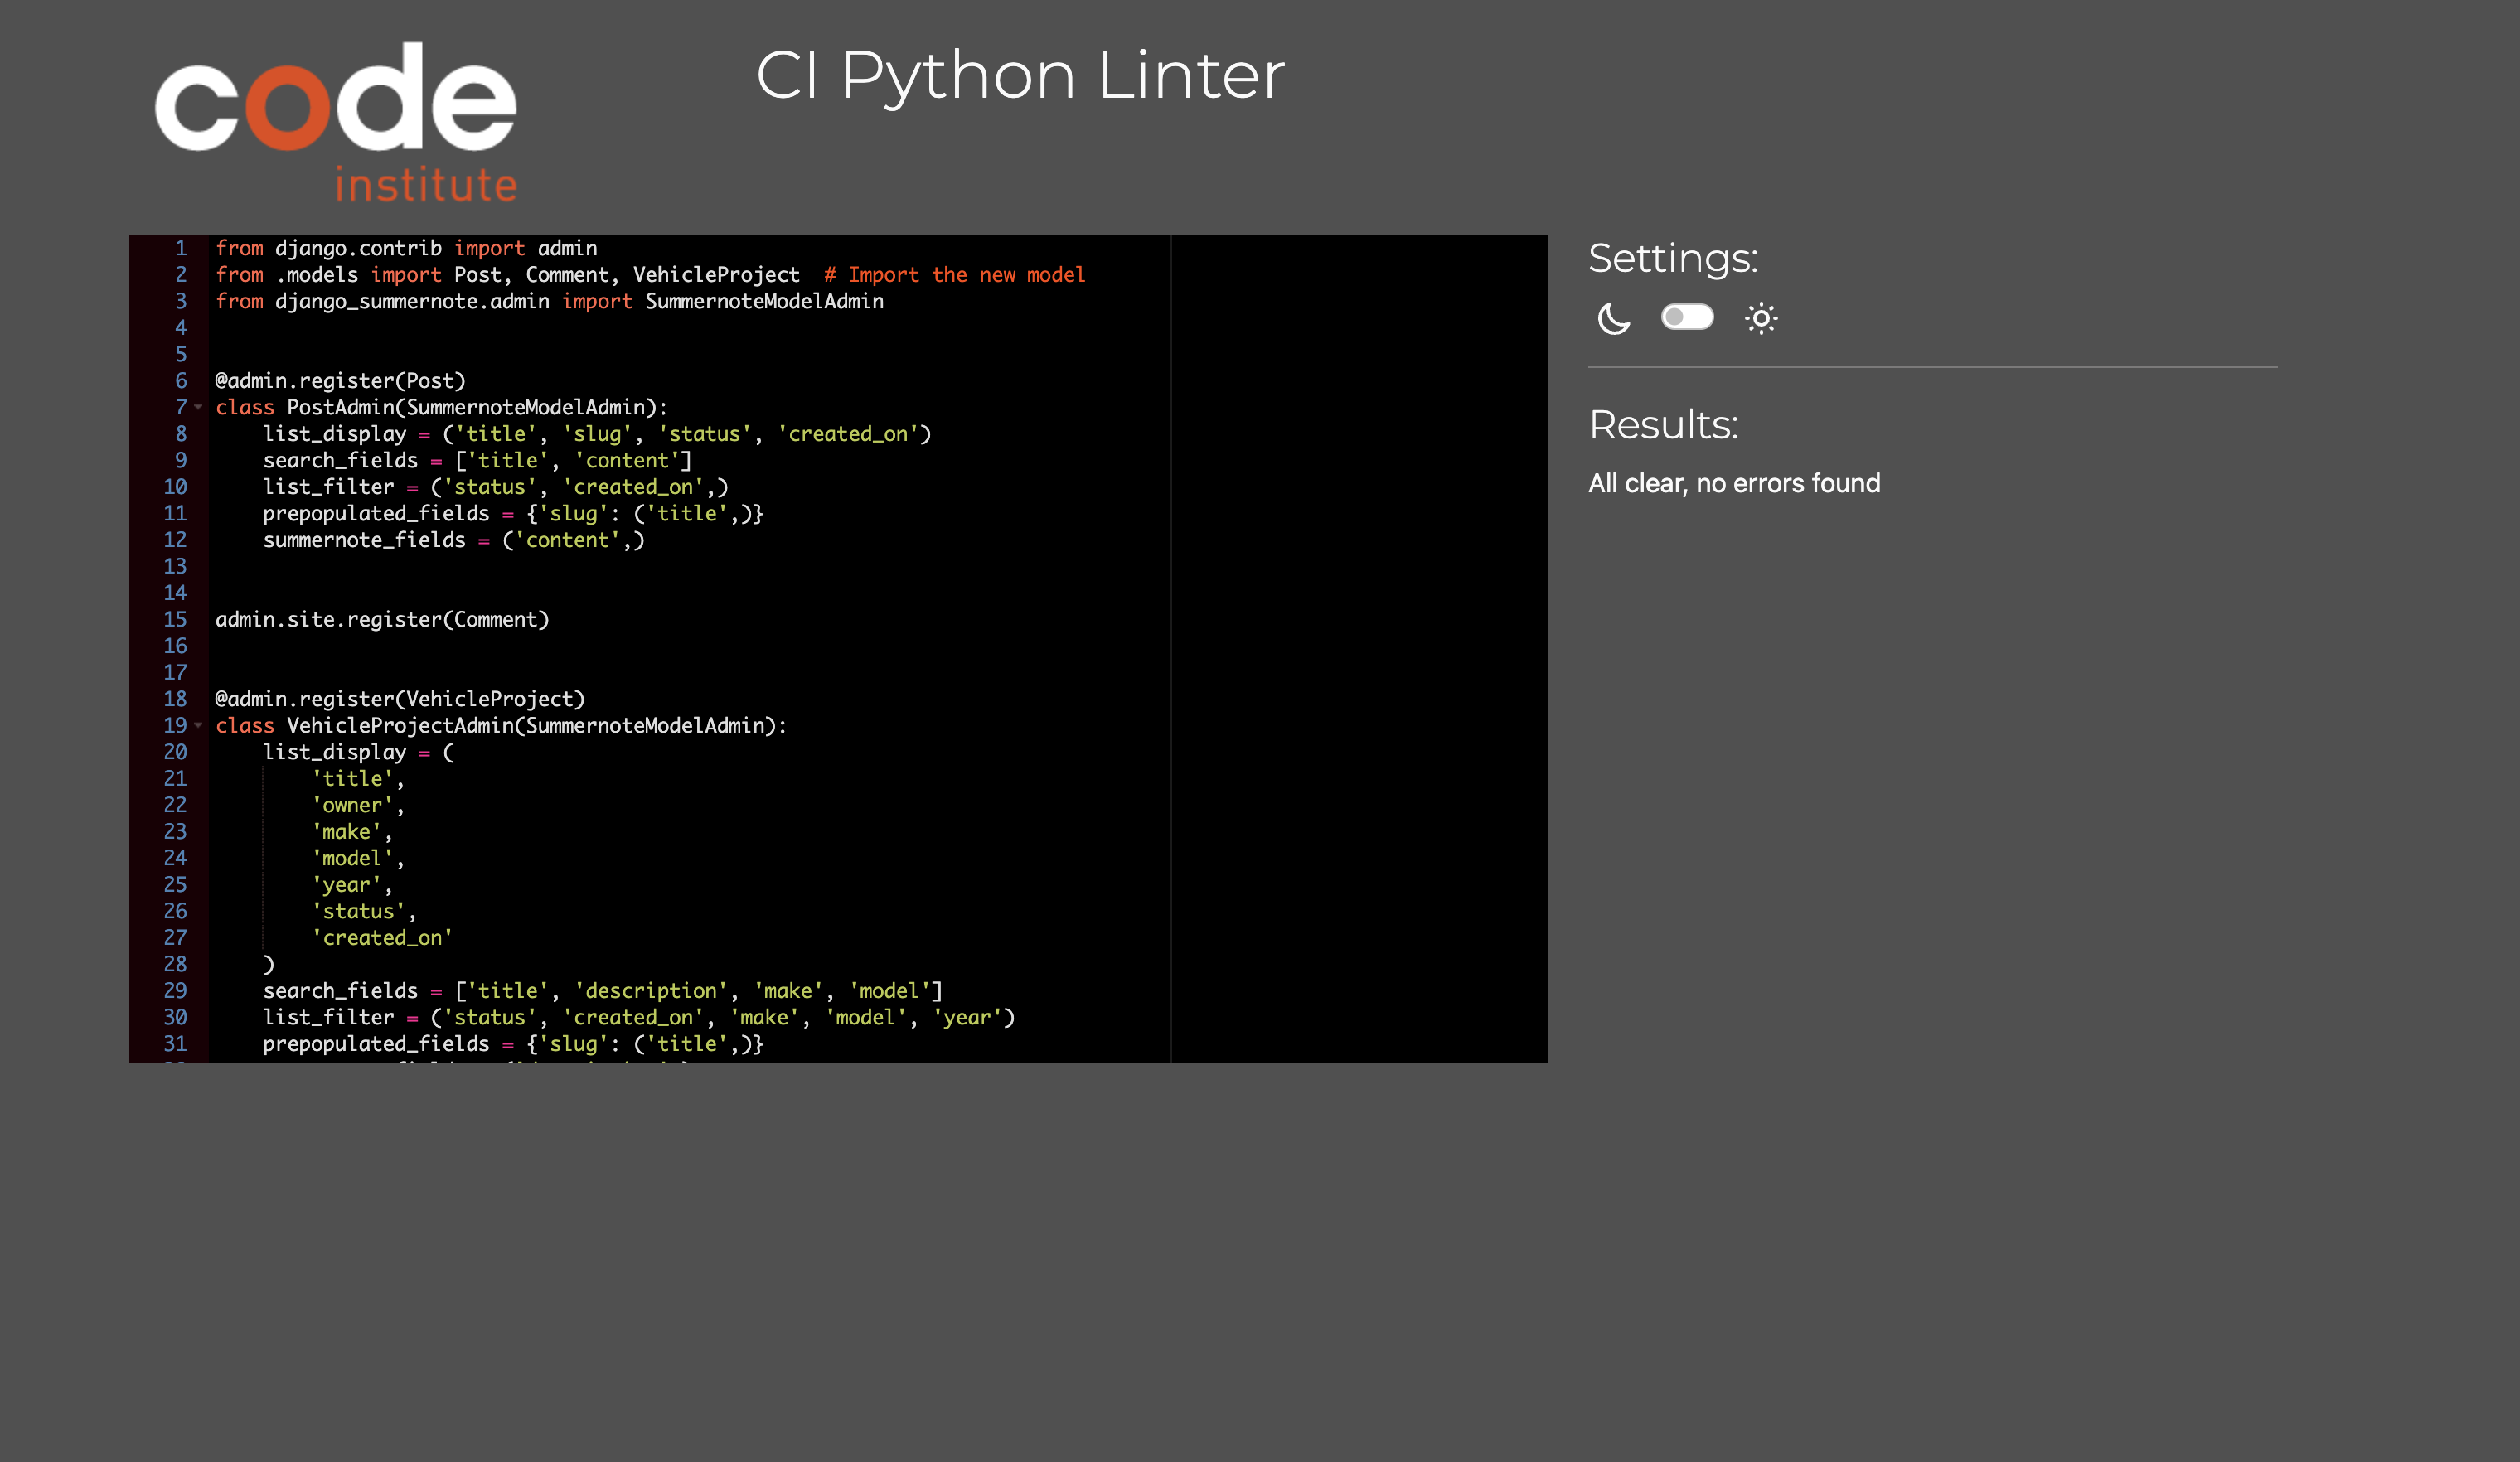 code
institute
CI Python Linter
1 from django.contrib import admin
2 from .models import Post, Comment, VehicleProject  # Import the new model
3 from django_summernote.admin import SummernoteModelAdmin
4
5
6 @admin.register(Post)
7 class PostAdmin(SummernoteModelAdmin):
8     list_display = ('title', 'slug', 'status', 'created_on')
9     search_fields = ['title', 'content']
10     list_filter = ('status', 'created_on',)
11     prepopulated_fields = {'slug': ('title',)}
12     summernote_fields = ('content',)
13
14
15 admin.site.register(Comment)
16
17
18 @admin.register(VehicleProject)
19 class VehicleProjectAdmin(SummernoteModelAdmin):
20     list_display = (
21         'title',
22         'owner',
23         'make',
24         'model',
25         'year',
26         'status',
27         'created_on'
28     )
29     search_fields = ['title', 'description', 'make', 'model']
30     list_filter = ('status', 'created_on', 'make', 'model', 'year')
31     prepopulated_fields = {'slug': ('title',)}
Settings:
Results:
All clear, no errors found